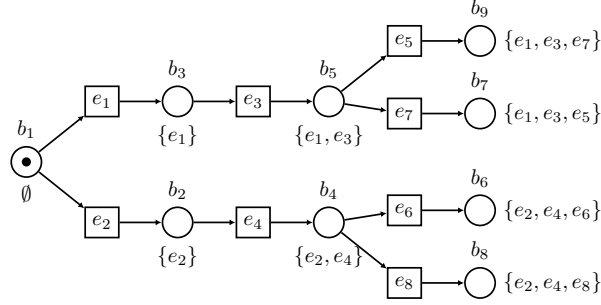 b₉
e₅ {e₁, e₃, e₇}
b₃ b₅ b₇
e₁ e₃ e₇ {e₁, e₃, e₅}
b₁ {e₁} {e₁, e₃}
∅ b₂ b₄ b₆
e₂ e₄ e₆ {e₂, e₄, e₆}
{e₂} {e₂, e₄} b₈
e₈ {e₂, e₄, e₈}